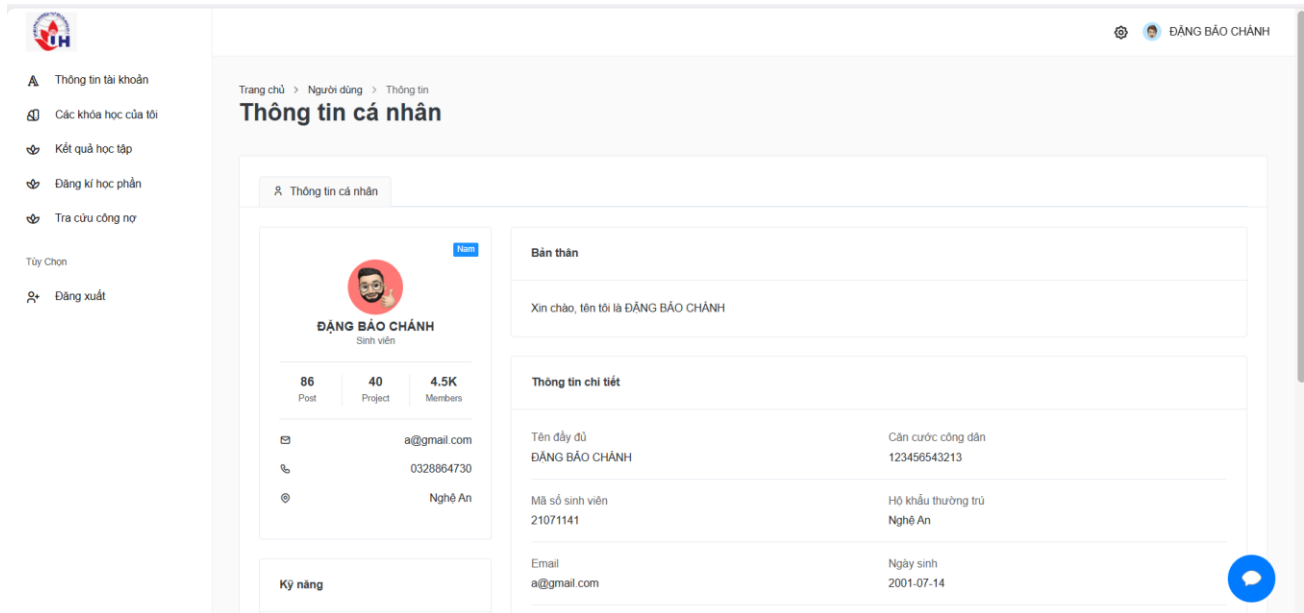 ĐẶNG BẢO CHÁNH
Thông tin tài khoản
Các khóa học của tôi
Kết quả học tập
Đăng kí học phần
Tra cứu công nợ
Tùy Chọn
Đăng xuất
Trang chủ > Người dùng > Thông tin
Thông tin cá nhân
Thông tin cá nhân
Nam
ĐẶNG BẢO CHÁNH
Sinh viên
86 40 4.5K
Post Project Members
a@gmail.com
0328864730
Nghệ An
Kỹ năng
Bản thân
Xin chào, tên tôi là ĐẶNG BẢO CHÁNH
Thông tin chi tiết
Tên đầy đủ
ĐẶNG BẢO CHÁNH
Căn cước công dân
123456543213
Mã số sinh viên
21071141
Hộ khẩu thường trú
Nghệ An
Email
a@gmail.com
Ngày sinh
2001-07-14